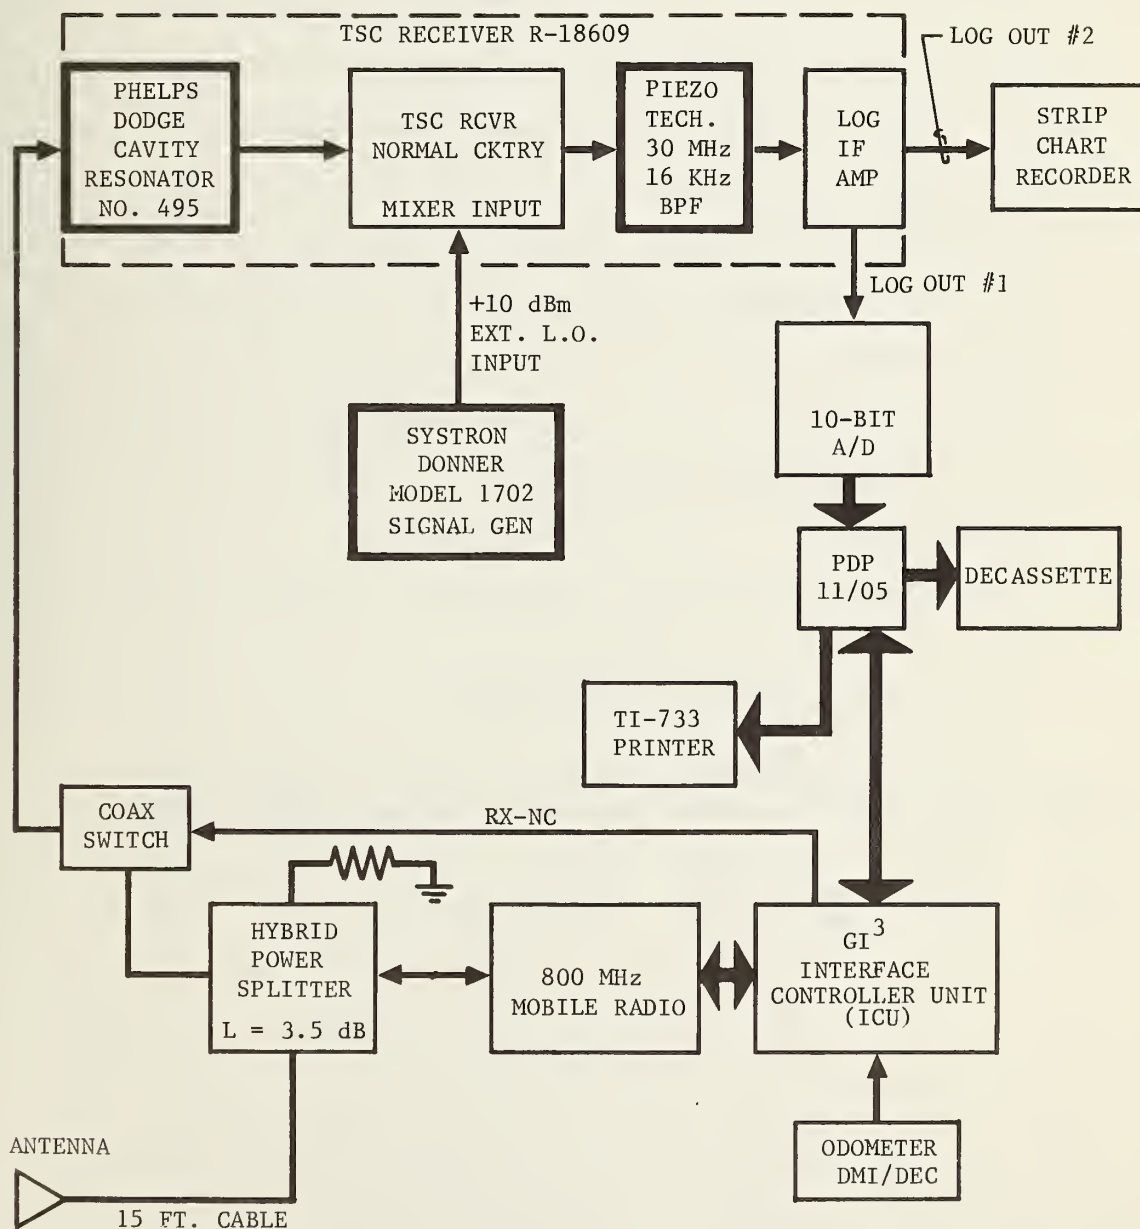 TSC RECEIVER R-18609
LOG OUT #2
PHELPS
DODGE
CAVITY
RESONATOR
NO. 495
TSC RCVR
NORMAL CKTRY
MIXER INPUT
PIEZO
TECH.
30 MHz
16 KHz
BPF
LOG
IF
AMP
STRIP
CHART
RECORDER
LOG OUT #1
+10 dBm
EXT. L.O.
INPUT
SYSTRON
DONNER
MODEL 1702
SIGNAL GEN
10-BIT
A/D
PDP
11/05
DECASSETTE
TI-733
PRINTER
COAX
SWITCH
RX-NC
HYBRID
POWER
SPLITTER
L = 3.5 dB
800 MHz
MOBILE RADIO
GI³
INTERFACE
CONTROLLER UNIT
(ICU)
ODOMETER
DMI/DEC
ANTENNA
15 FT. CABLE